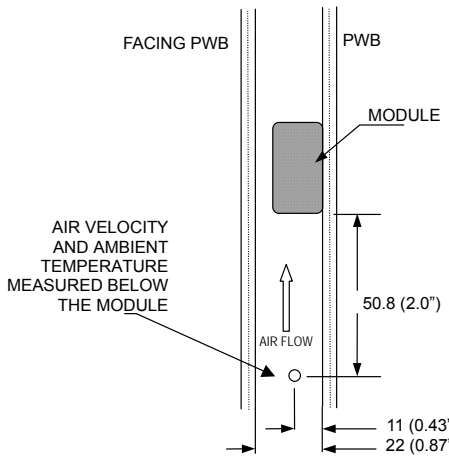 FACING PWB
PWB
MODULE
AIR VELOCITY
AND AMBIENT
TEMPERATURE
MEASURED BELOW
THE MODULE
50.8 (2.0”)
AIR FLOW
11 (0.43”
22 (0.87”